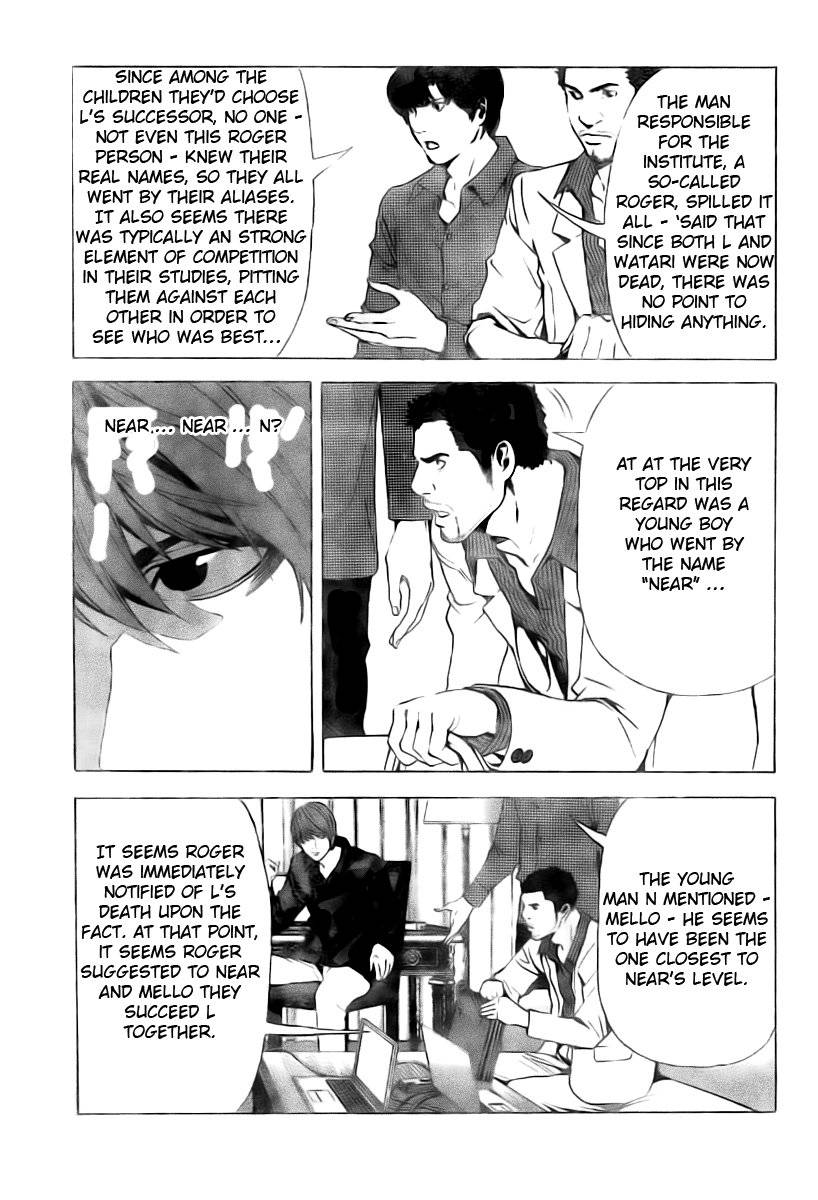 THE MAN
RESPONSIBLE
FOR THE
INSTITUTE, A
SO-CALLED
ROGER, SPILLED IT
ALL - 'SAID THAT
SINCE BOTH L AND
WATARI WERE NOW
DEAD, THERE WAS
NO POINT TO
HIDING ANYTHING.
SINCE AMONG THE
CHILDREN THEY'D CHOOSE
L'S SUCCESSOR, NO ONE -
NOT EVEN THIS ROGER
PERSON - KNEW THEIR
REAL NAMES, SO THEY ALL
WENT BY THEIR ALIASES.
IT ALSO SEEMS THERE
WAS TYPICALLY AN STRONG
ELEMENT OF COMPETITION
IN THEIR STUDIES, PITTING
THEM AGAINST EACH
OTHER IN ORDER TO
SEE WHO WAS BEST...
AT AT THE VERY
TOP IN THIS
REGARD WAS A
YOUNG BOY
WHO WENT BY
THE NAME
"NEAR" ...
NEAR.... NEAR ... N?
THE YOUNG
MAN N MENTIONED -
MELLO - HE SEEMS
TO HAVE BEEN THE
ONE CLOSEST TO
NEAR'S LEVEL.
IT SEEMS ROGER
WAS IMMEDIATELY
NOTIFIED OF L'S
DEATH UPON THE
FACT. AT THAT POINT,
IT SEEMS ROGER
SUGGESTED TO NEAR
AND MELLO THEY
SUCCEED L
TOGETHER.